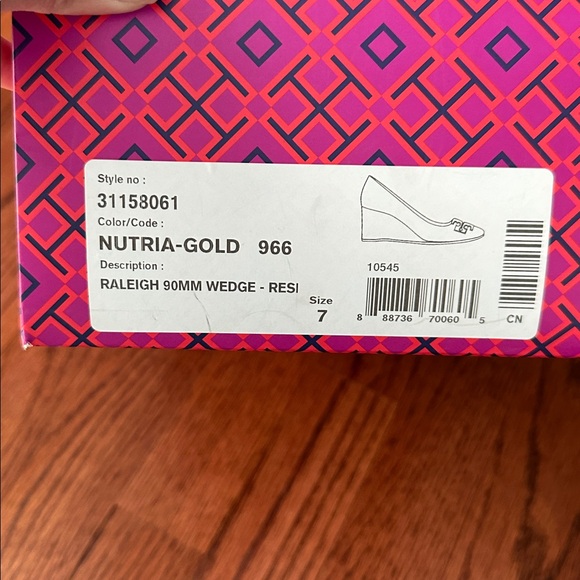 Style no :
31158061
Color/Code :
NUTRIA-GOLD 966
Description :
RALEIGH 90MM WEDGE - RESI
Size
7
10545
8 88736 70060 5
CN